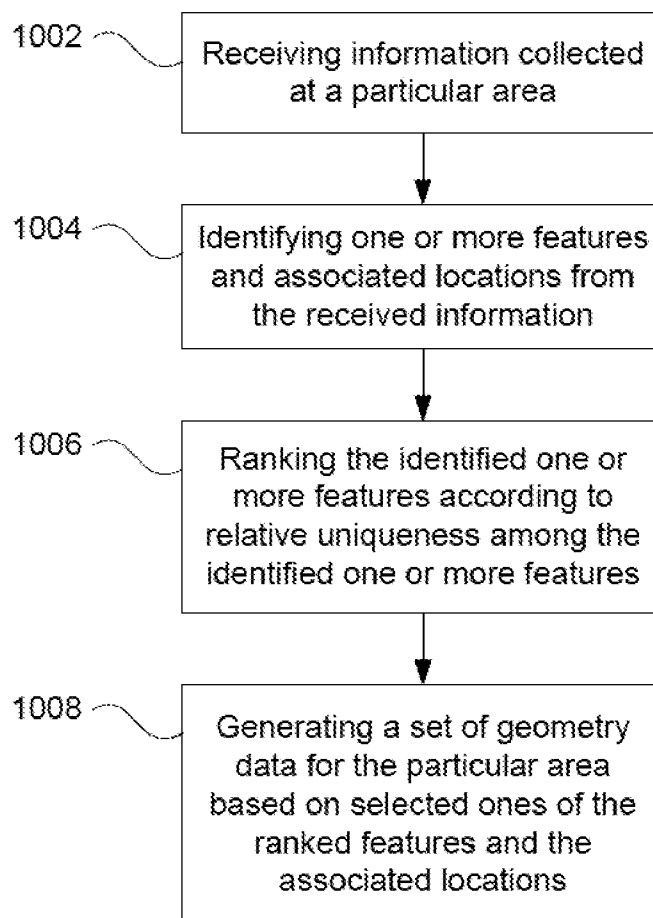 1002
Receiving information collected
at a particular area
1004
Identifying one or more features
and associated locations from
the received information
1006
Ranking the identified one or
more features according to
relative uniqueness among the
identified one or more features
1008
Generating a set of geometry
data for the particular area
based on selected ones of the
ranked features and the
associated locations